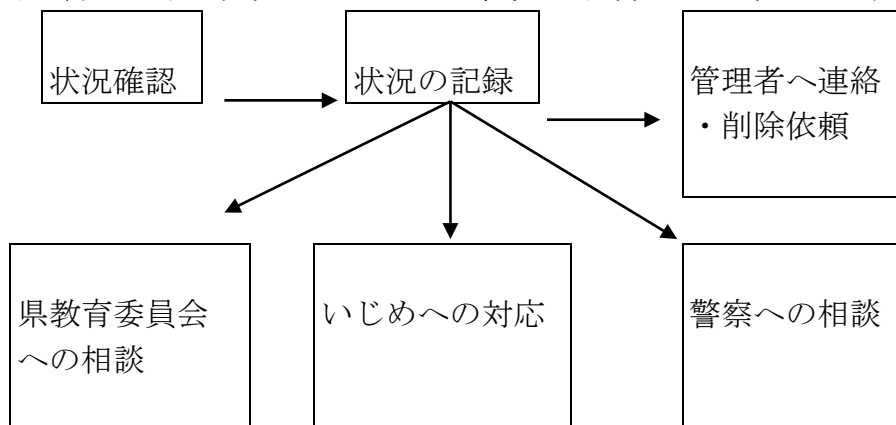 状況確認
状況の記録
管理者へ連絡
・削除依頼
県教育委員会
への相談
いじめへの対応
警察への相談